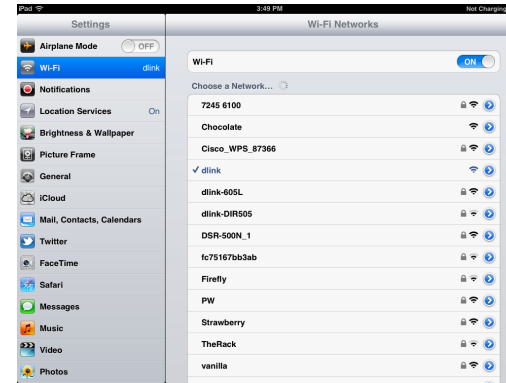 iPad 3:49 PM Not Charging
Settings
Airplane Mode OFF
Wi-Fi dlink
Notifications
Location Services On
Brightness & Wallpaper
Picture Frame
General
iCloud
Mail, Contacts, Calendars
Twitter
FaceTime
Safari
Messages
Music
Video
Photos
Wi-Fi Networks
Wi-Fi ON
Choose a Network...
7245 6100
Chocolate
Cisco_WPS_87366
dlink
dlink-605L
dlink-DIR505
DSR-500N_1
fc75167bb3ab
Firefly
PW
Strawberry
TheRack
vanilla